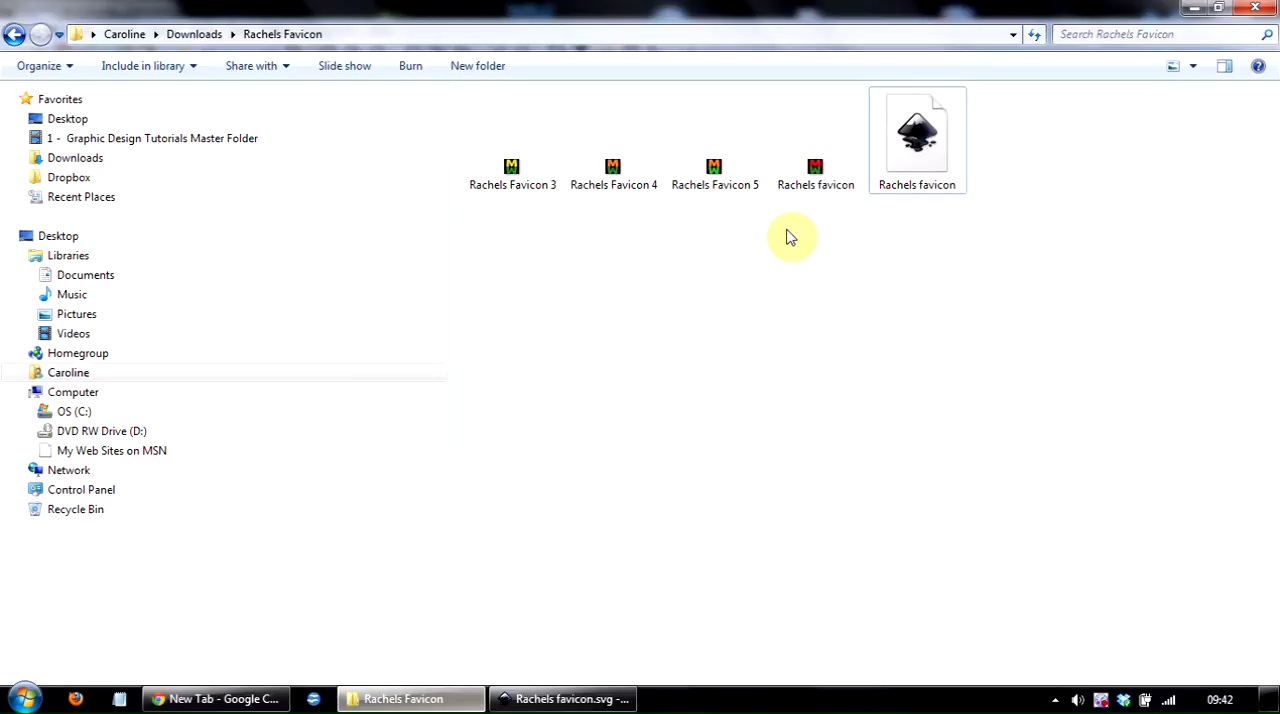 Caroline Downloads Rachels Favicon Search Rachels Favicon
Organize Include in library Share with Slide show Burn New folder
Favorites
Desktop
1 - Graphic Design Tutorials Master Folder
Downloads
Dropbox
Recent Places
Desktop
Libraries
Documents
Music
Pictures
Videos
Homegroup
Caroline
Computer
OS (C:)
DVD RW Drive (D:)
My Web Sites on MSN
Network
Control Panel
Recycle Bin
Rachels Favicon 3 Rachels Favicon 4 Rachels Favicon 5 Rachels favicon Rachels favicon
New Tab - Google C... Rachels Favicon Rachels favicon.svg -... 09:42